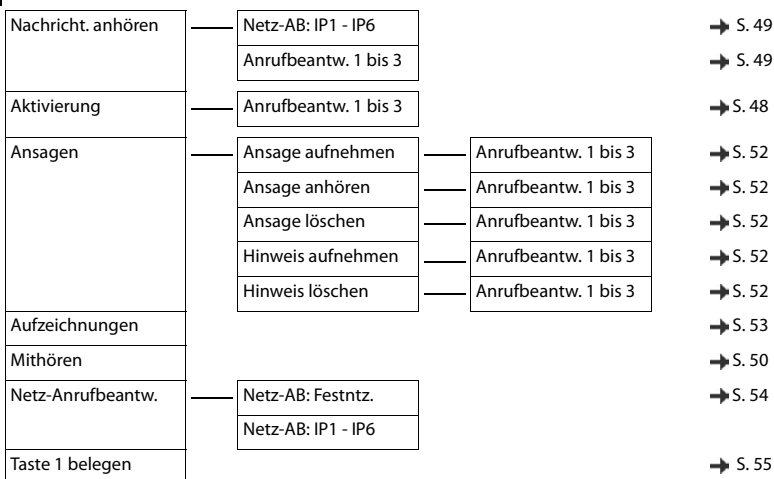 Nachricht. anhören Netz-AB: IP1 - IP6 S. 49
Anrufbeantw. 1 bis 3 S. 49
Aktivierung Anrufbeantw. 1 bis 3 S. 48
Ansagen Ansage aufnehmen Anrufbeantw. 1 bis 3 S. 52
Ansage anhören Anrufbeantw. 1 bis 3 S. 52
Ansage löschen Anrufbeantw. 1 bis 3 S. 52
Hinweis aufnehmen Anrufbeantw. 1 bis 3 S. 52
Hinweis löschen Anrufbeantw. 1 bis 3 S. 52
Aufzeichnungen S. 53
Mithören S. 50
Netz-Anrufbeantw. Netz-AB: Festntz. S. 54
Netz-AB: IP1 - IP6
Taste 1 belegen S. 55